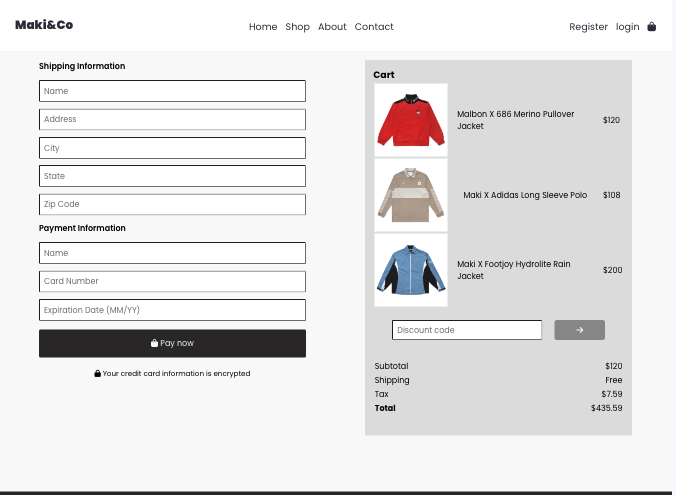 Maki&Co
Home Shop About Contact
Register login
Shipping Information
Name
Address
City
State
Zip Code
Payment Information
Name
Card Number
Expiration Date (MM/YY)
Pay now
Your credit card information is encrypted
Cart
Malbon X 686 Merino Pullover
Jacket
$120
Maki X Adidas Long Sleeve Polo
$108
Maki X Footjoy Hydrolite Rain
Jacket
$200
Discount code
Subtotal $120
Shipping Free
Tax $7.59
Total $435.59